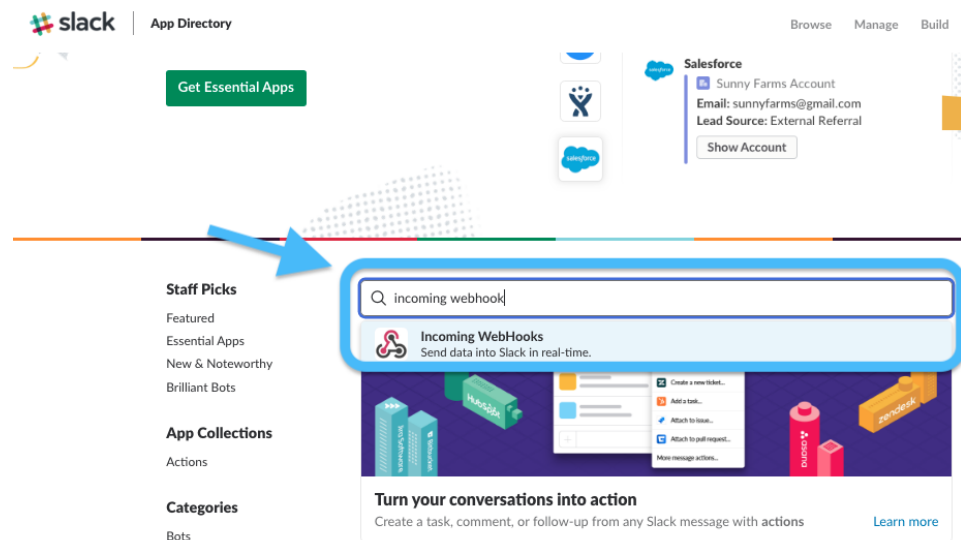 slack
App Directory
Browse
Manage
Build
Get Essential Apps
salesforce
Salesforce
Sunny Farms Account
Email: sunnyfarms@gmail.com
Lead Source: External Referral
Show Account
salesforce
Staff Picks
Featured
Essential Apps
New & Noteworthy
Brilliant Bots
App Collections
Actions
Categories
Bots
incoming webhook
Incoming WebHooks
Send data into Slack in real-time.
HubSpot
Create a new ticket...
Add a task...
Attach to issue...
Attach to pull request...
More message actions...
asana
zendesk
Turn your conversations into action
Create a task, comment, or follow-up from any Slack message with actions
Learn more